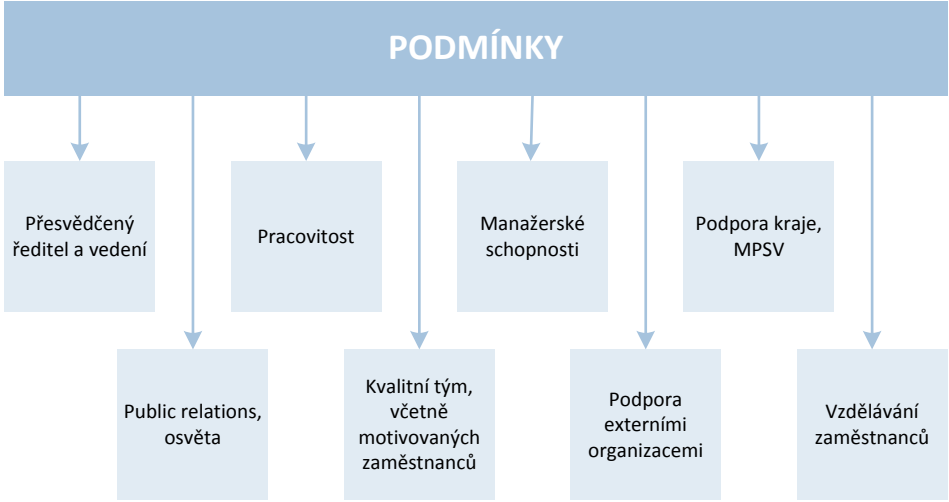 PODMÍNKY
Přesvědčený
ředitel a vedení
Pracovitost
Manažerské
schopnosti
Podpora kraje,
MPSV
Public relations,
osvěta
Kvalitní tým,
včetně
motivovaných
zaměstnanců
Podpora
externími
organizacemi
Vzdělávání
zaměstnanců